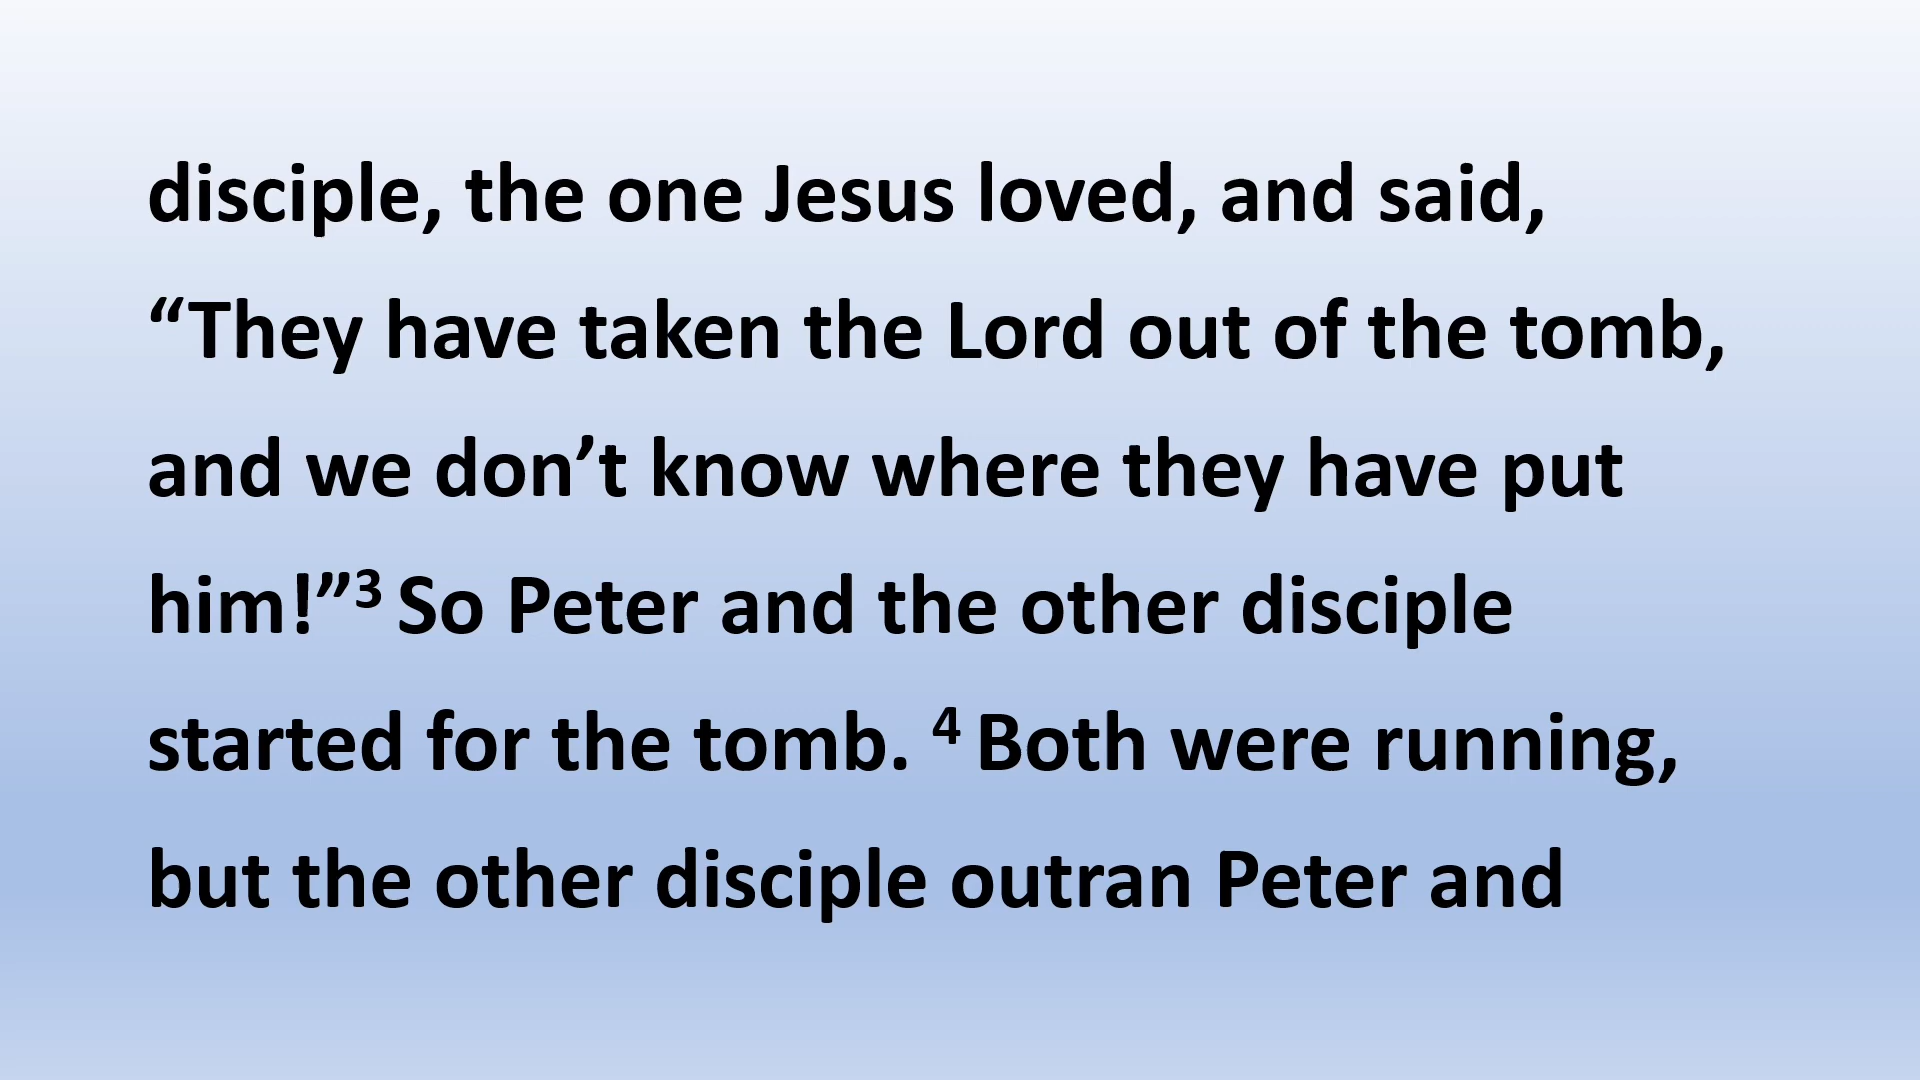 disciple, the one Jesus loved, and said,
“They have taken the Lord out of the tomb,
and we don’t know where they have put
him!”³ So Peter and the other disciple
started for the tomb. ⁴ Both were running,
but the other disciple outran Peter and